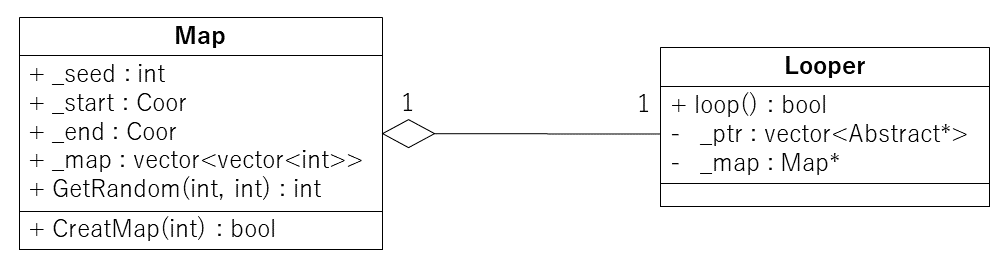 Map
+ _seed : int
+ _start : Coor
+ _end : Coor
+ _map : vector<vector<int>>
+ GetRandom(int, int) : int
+ CreatMap(int) : bool
1
1
Looper
+ loop() : bool
- _ptr : vector<Abstract*>
- _map : Map*